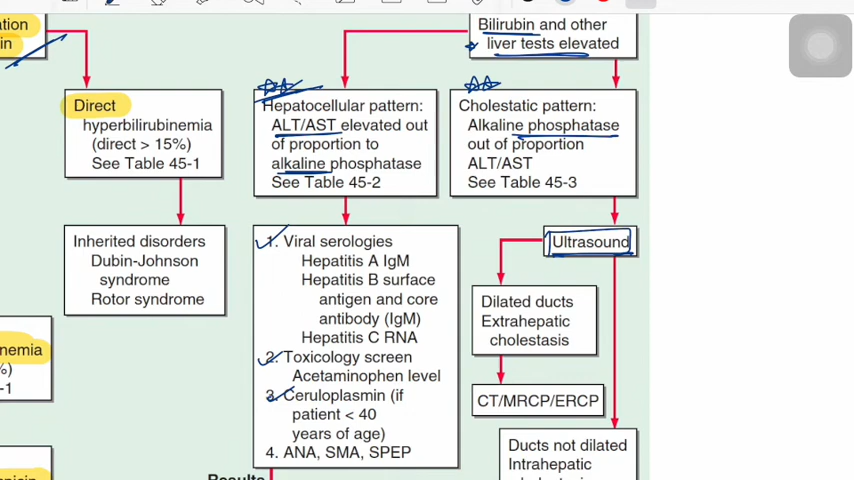 ation
in
Bilirubin and other
liver tests elevated
Direct
hyperbilirubinemia
(direct > 15%)
See Table 45-1
Hepatocellular pattern:
ALT/AST elevated out
of proportion to
alkaline phosphatase
See Table 45-2
Cholestatic pattern:
Alkaline phosphatase
out of proportion
ALT/AST
See Table 45-3
Inherited disorders
Dubin-Johnson
syndrome
Rotor syndrome
1. Viral serologies
Hepatitis A IgM
Hepatitis B surface
antigen and core
antibody (IgM)
Hepatitis C RNA
2. Toxicology screen
Acetaminophen level
3. Ceruloplasmin (if
patient < 40
years of age)
4. ANA, SMA, SPEP
Ultrasound
Dilated ducts
Extrahepatic
cholestasis
CT/MRCP/ERCP
Ducts not dilated
Intrahepatic
nemia
%)
-1
Results